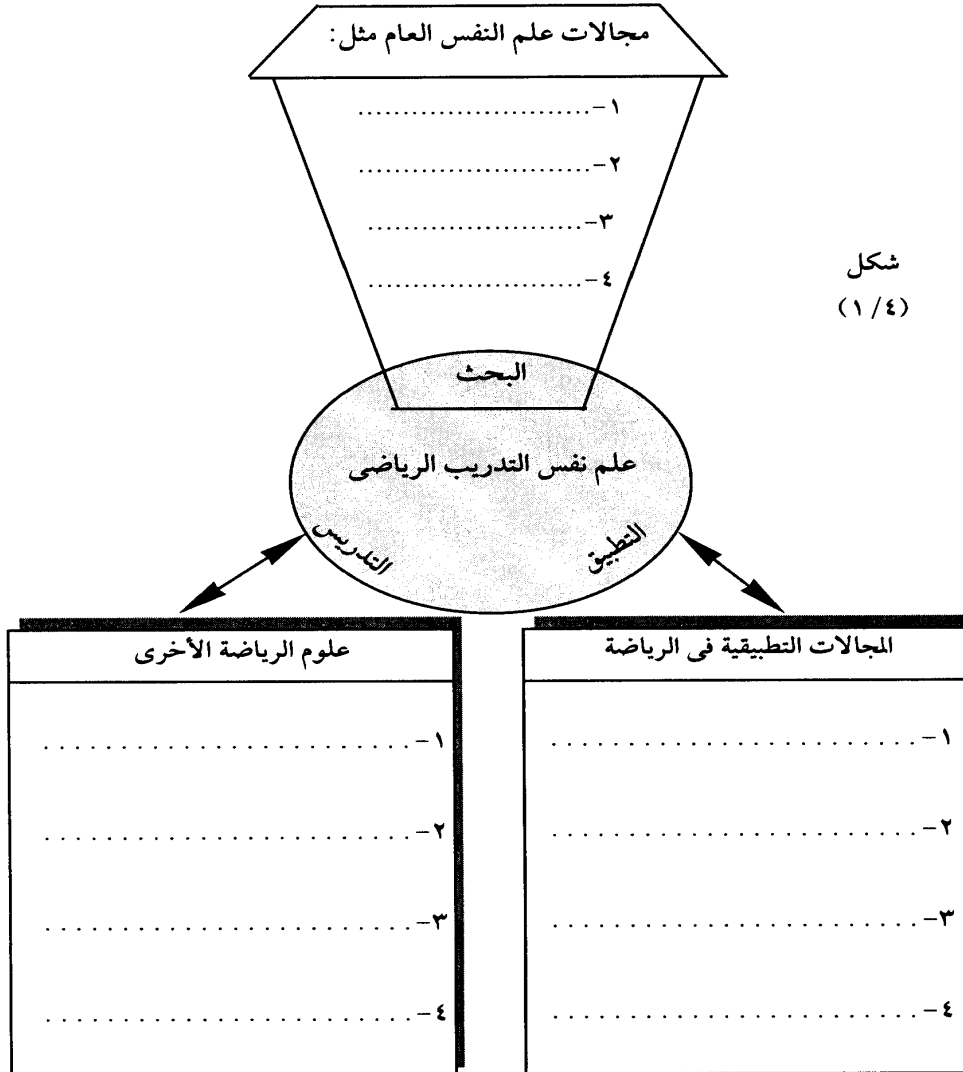 مجالات علم النفس العام مثل:
١- ........................
٢- ........................
٣- ......................
٤- ......................
شكل
(١/٤)
البحث
علم نفس التدريب الرياضى
التطبيق
التدريس
المجالات التطبيقية فى الرياضة
١- ........................
٢- ........................
٣- ........................
٤- ........................
علوم الرياضة الأخرى
١- ........................
٢- ........................
٣- ........................
٤- ........................